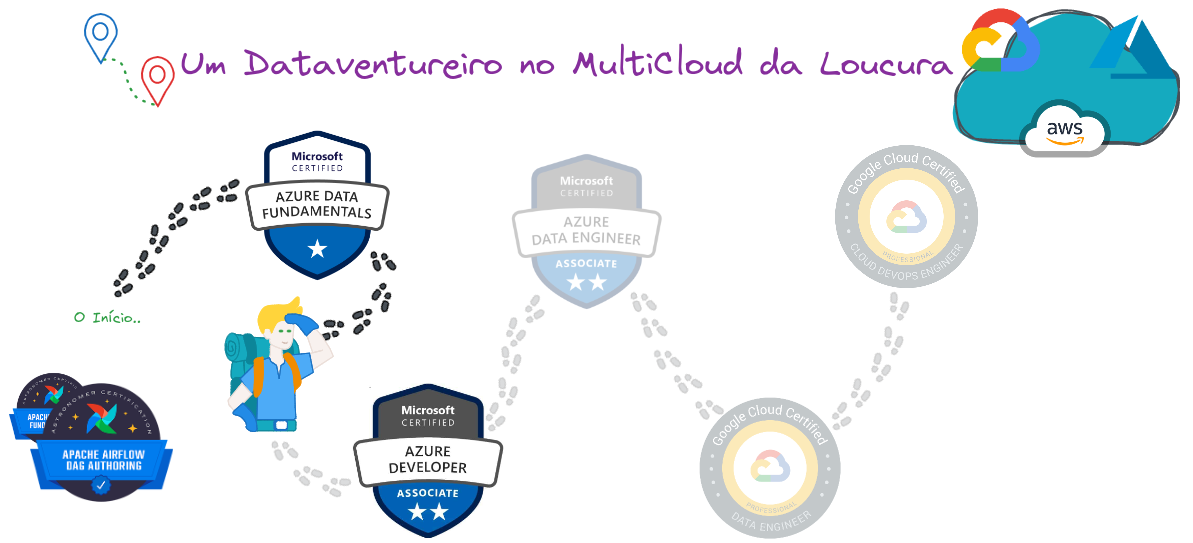 Um Dataventureiro no MultiCloud da Loucura
aws
Microsoft
CERTIFIED
AZURE DATA
FUNDAMENTALS
Microsoft
CERTIFIED
AZURE
DATA ENGINEER
ASSOCIATE
Google Cloud Certified
PROFESSIONAL
CLOUD DEVOPS ENGINEER
O Início..
APACHE
FUND
ASTRONOMER CERTIFICATION
APACHE AIRFLOW
DAG AUTHORING
Microsoft
CERTIFIED
AZURE
DEVELOPER
ASSOCIATE
Google Cloud Certified
PROFESSIONAL
DATA ENGINEER